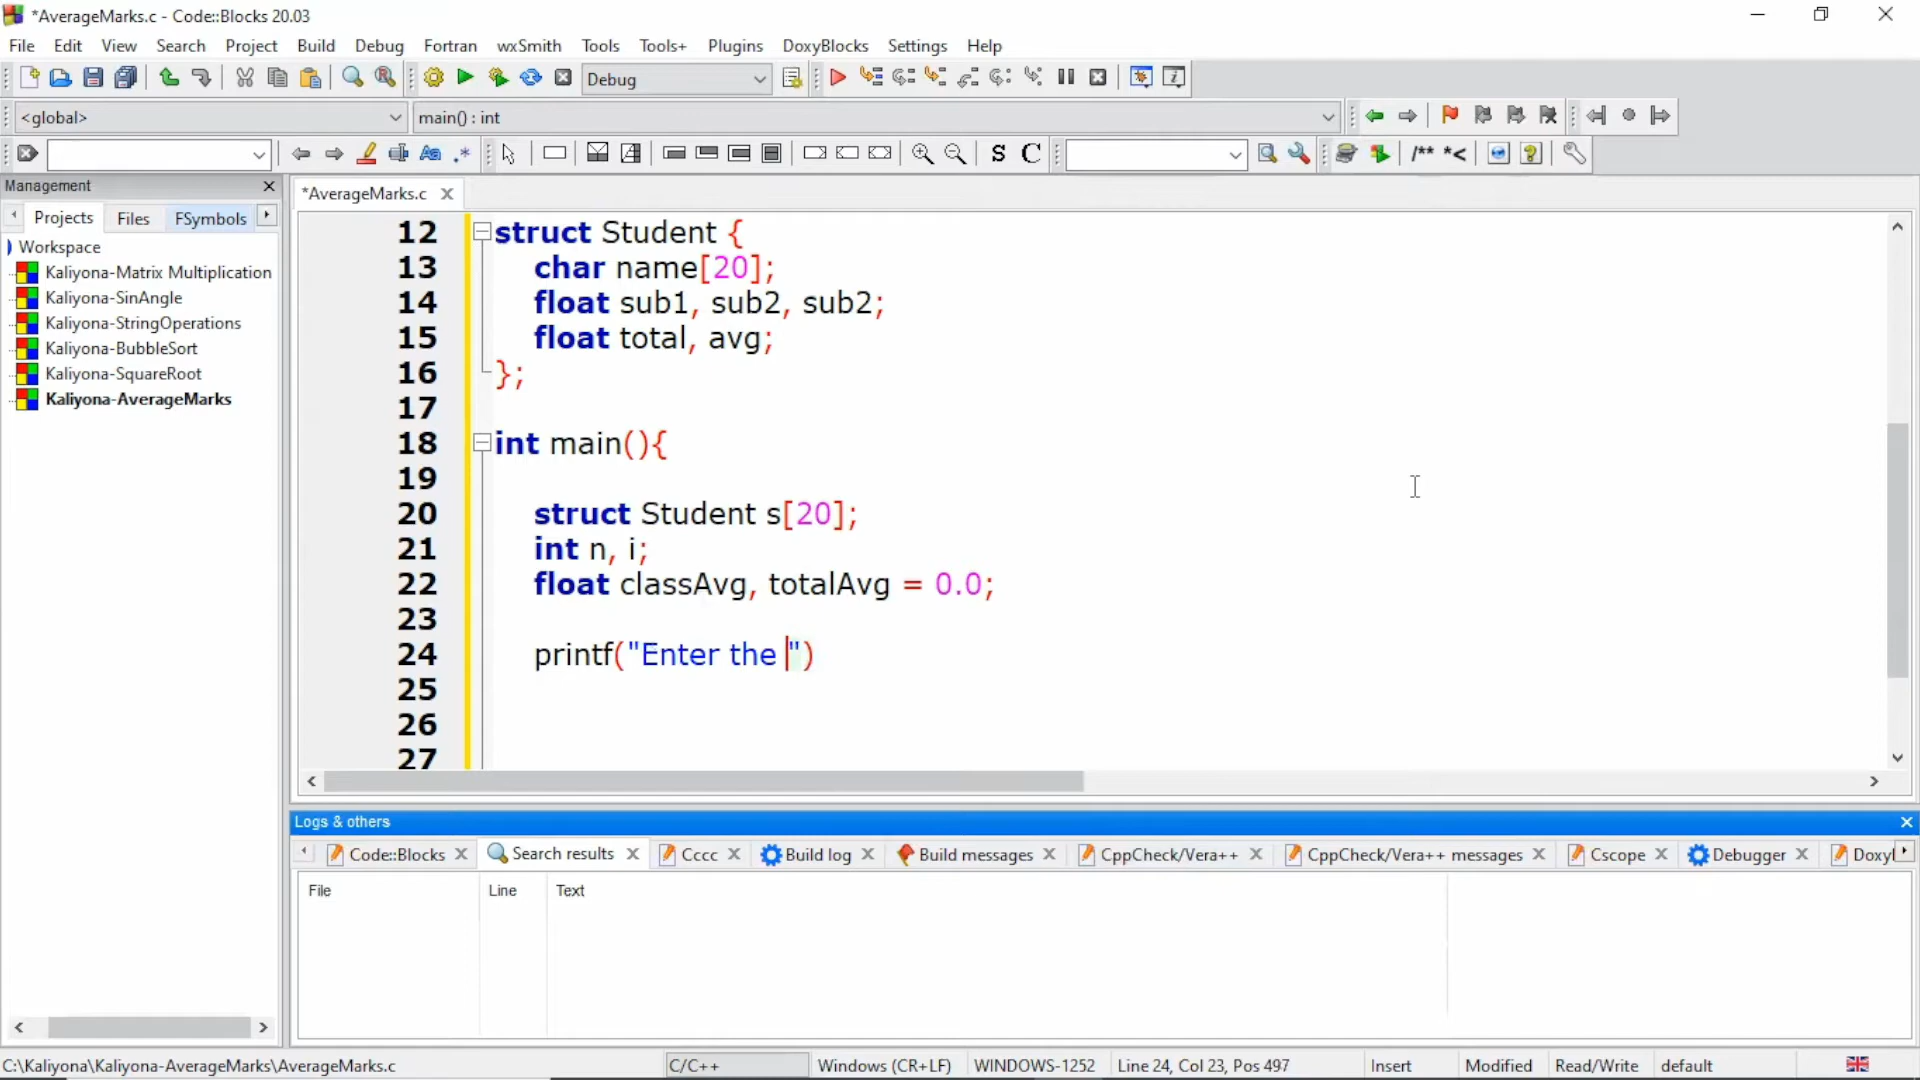 *AverageMarks.c - Code::Blocks 20.03
File Edit View Search Project Build Debug Fortran wxSmith Tools Tools+ Plugins DoxyBlocks Settings Help
Debug
<global> main() : int
S C /** *<
Management
Projects Files FSymbols
Workspace
Kaliyona-Matrix Multiplication
Kaliyona-SinAngle
Kaliyona-StringOperations
Kaliyona-BubbleSort
Kaliyona-SquareRoot
Kaliyona-AverageMarks
*AverageMarks.c
12 struct Student {
13 char name[20];
14 float sub1, sub2, sub2;
15 float total, avg;
16 };
17
18 int main(){
19
20 struct Student s[20];
21 int n, i;
22 float classAvg, totalAvg = 0.0;
23
24 printf("Enter the ")
25
26
27
Logs & others
Code::Blocks Search results Cccc Build log Build messages CppCheck/Vera++ CppCheck/Vera++ messages Cscope Debugger Doxyl
File Line Text
C:\Kaliyona\Kaliyona-AverageMarks\AverageMarks.c C/C++ Windows (CR+LF) WINDOWS-1252 Line 24, Col 23, Pos 497 Insert Modified Read/Write default